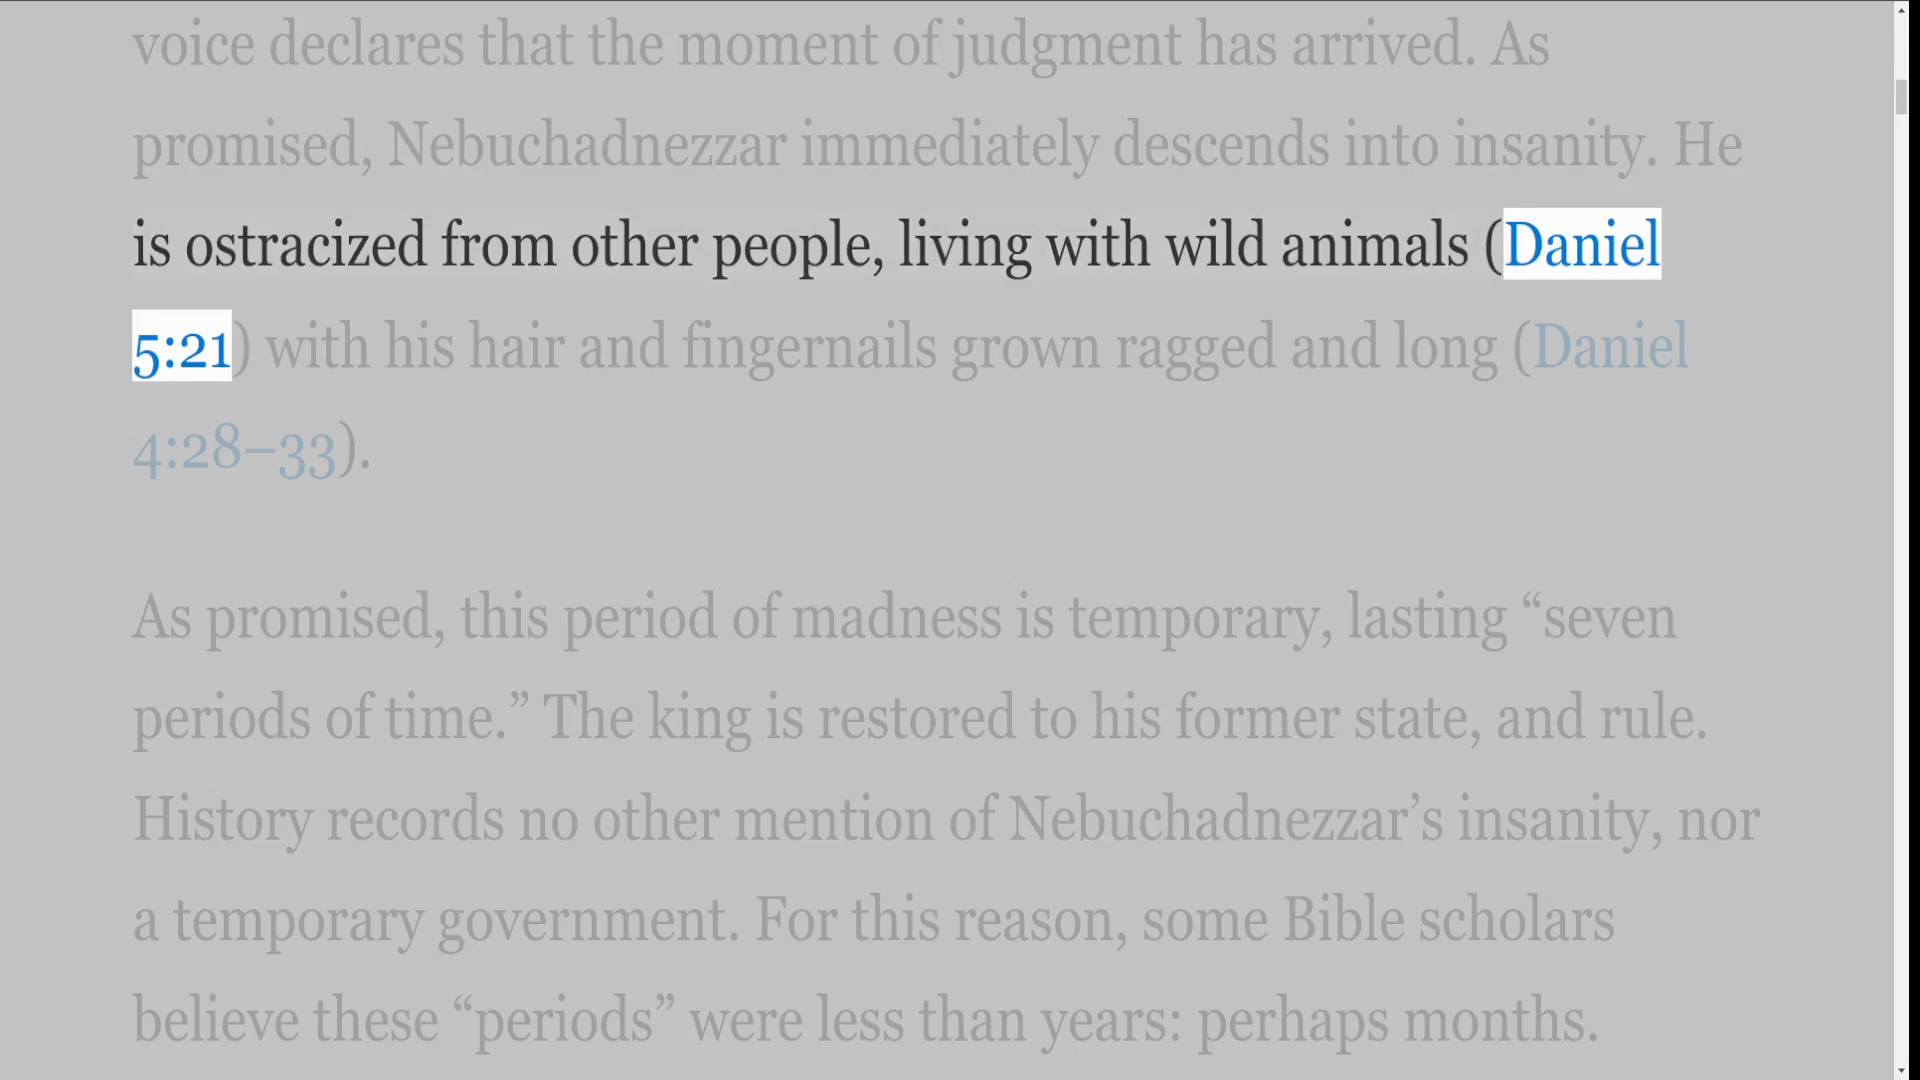 voice declares that the moment of judgment has arrived. As
promised, Nebuchadnezzar immediately descends into insanity. He
is ostracized from other people, living with wild animals (Daniel
5:21) with his hair and fingernails grown ragged and long (Daniel
4:28–33).
As promised, this period of madness is temporary, lasting “seven
periods of time.” The king is restored to his former state, and rule.
History records no other mention of Nebuchadnezzar’s insanity, nor
a temporary government. For this reason, some Bible scholars
believe these “periods” were less than years: perhaps months.